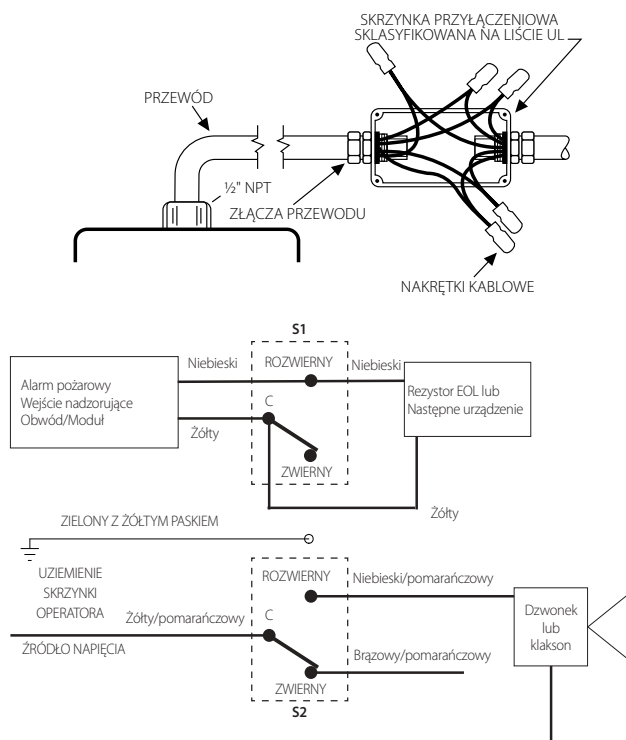 SKRZYNKA PRZYŁĄCZENIOWA
SKLASYFIKOWANA NA LIŚCIE UL
PRZEWÓD
½" NPT
ZŁĄCZA PRZEWODU
NAKRĘTKI KABLOWE
S1
Niebieski
ROZWIERNY
Niebieski
Alarm pożarowy
Wejście nadzorujące
Obwód/Moduł
Rezystor EOL lub
Następne urządzenie
C
Żółty
ZWIERNY
Żółty
ZIELONY Z ŻÓŁTYM PASKIEM
UZIEMIENIE
SKRZYNKI
OPERATORA
ROZWIERNY
Niebieski/pomarańczowy
Żółty/pomarańczowy
C
Dzwonek
lub
klakson
ŹRÓDŁO NAPIĘCIA
Brązowy/pomarańczowy
ZWIERNY
S2